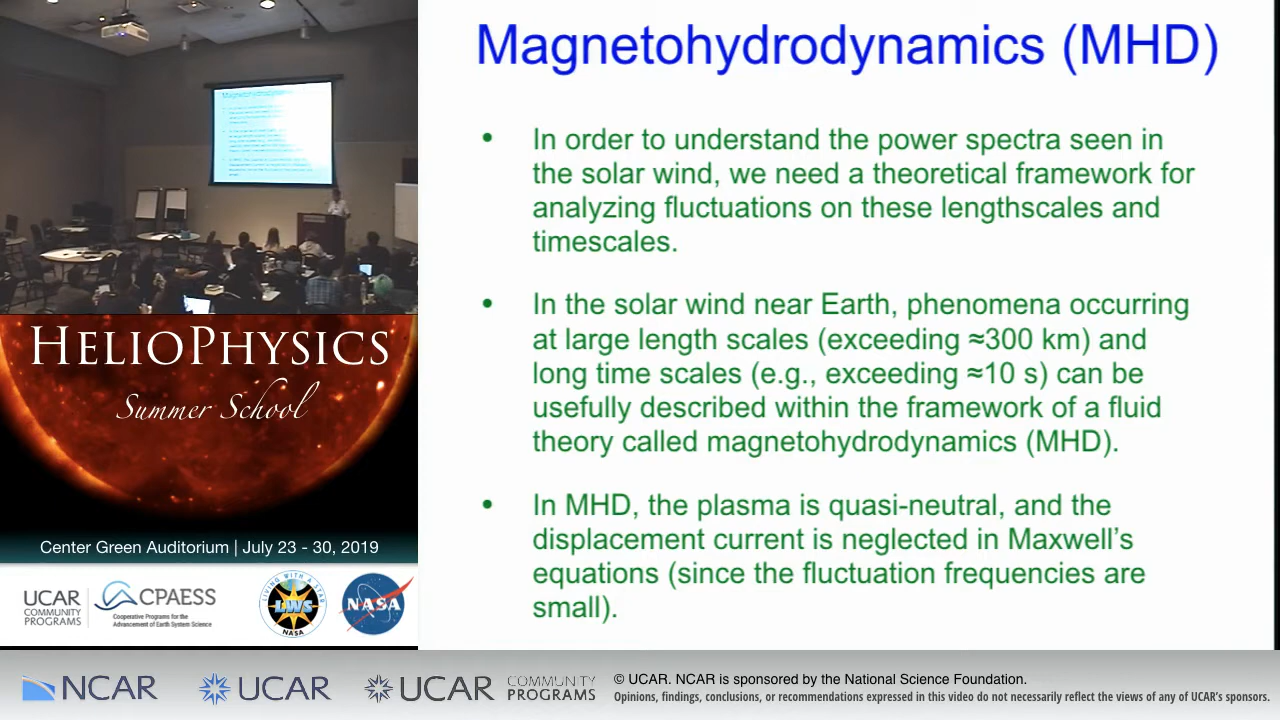 Magnetohydrodynamics (MHD)
• In order to understand the power spectra seen in
the solar wind, we need a theoretical framework for
analyzing fluctuations on these lengthscales and
timescales.
• In the solar wind near Earth, phenomena occurring
at large length scales (exceeding ≈300 km) and
long time scales (e.g., exceeding ≈10 s) can be
usefully described within the framework of a fluid
theory called magnetohydrodynamics (MHD).
• In MHD, the plasma is quasi-neutral, and the
displacement current is neglected in Maxwell's
equations (since the fluctuation frequencies are
small).
HELIOPHYSICS
Summer School
Center Green Auditorium | July 23 - 30, 2019
UCAR
COMMUNITY
PROGRAMS
CPAESS
Cooperative Programs for the
Advancement of Earth System Science
LIVING WITH A STAR
LWS
NASA
NASA
NCAR
UCAR
UCAR
COMMUNITY
PROGRAMS
© UCAR. NCAR is sponsored by the National Science Foundation.
Opinions, findings, conclusions, or recommendations expressed in this video do not necessarily reflect the views of any of UCAR's sponsors.